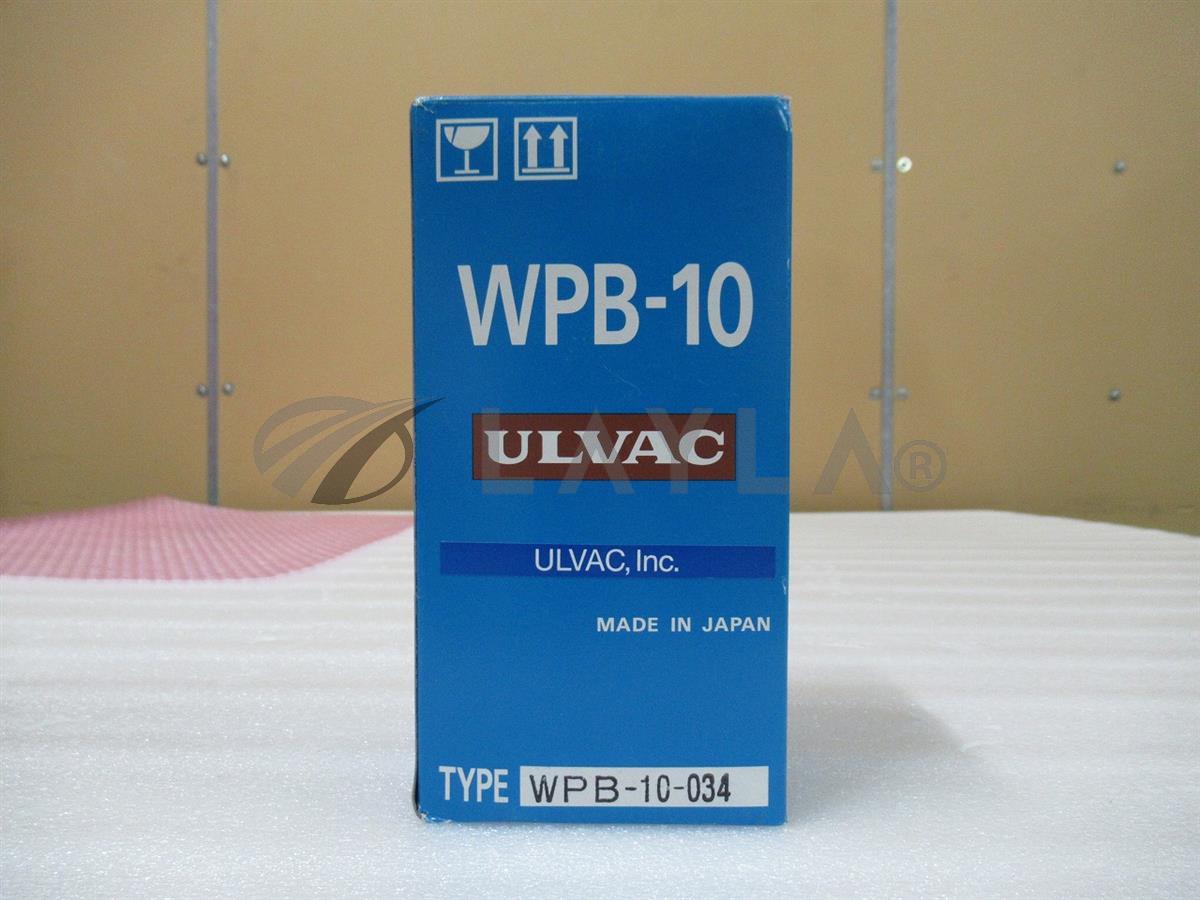 WPB-10
ULVAC
LAYLA®
ULVAC, Inc.
MADE IN JAPAN
TYPE WPB-10-034